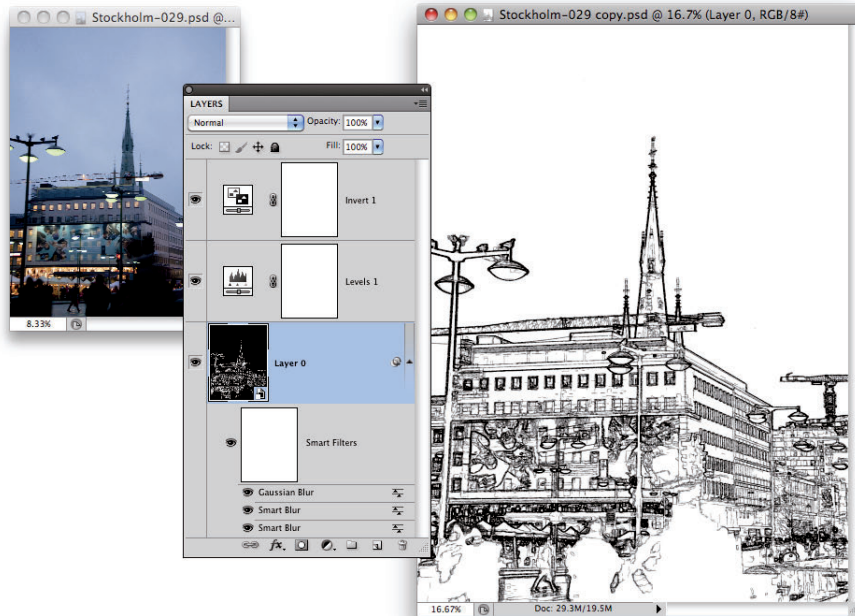 Stockholm-029.psd @...
8.33%
LAYERS
Normal
Opacity: 100%
Lock:
Fill: 100%
Invert 1
Levels 1
Layer 0
Smart Filters
Gaussian Blur
Smart Blur
Smart Blur
fx.
Stockholm-029 copy.psd @ 16.7% (Layer 0, RGB/8#)
16.67%
Doc: 29.3M/19.5M